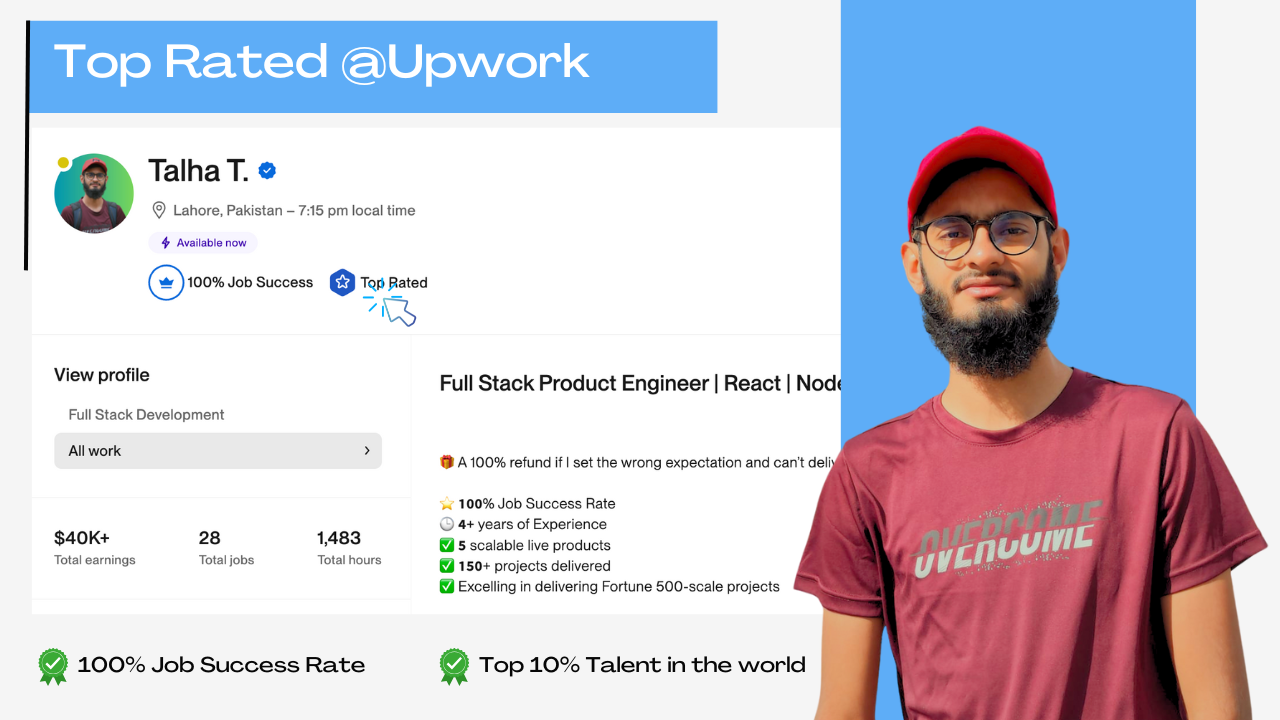 Top Rated @Upwork
Talha T.
Lahore, Pakistan – 7:15 pm local time
Available now
100% Job Success
Top Rated
View profile
Full Stack Development
All work
$40K+
Total earnings
28
Total jobs
1,483
Total hours
Full Stack Product Engineer | React | Node
🎁 A 100% refund if I set the wrong expectation and can't deliv
⭐ 100% Job Success Rate
🕒 4+ years of Experience
✅ 5 scalable live products
✅ 150+ projects delivered
✅ Excelling in delivering Fortune 500-scale projects
OVERCOME
100% Job Success Rate
Top 10% Talent in the world